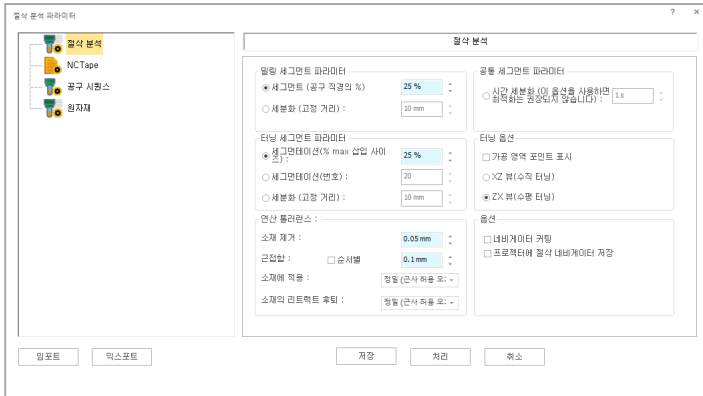 절삭 분석 파라미터
? ×
절삭 분석
NCTape
공구 시퀀스
원자재
절삭 분석
밀링 세그먼트 파라미터
세그먼트 (공구 직경의 %) 25 %
세분화 (고정 거리) : 10 mm
공통 세그먼트 파라미터
시간 세분화 (이 옵션을 사용하면
최적화는 권장되지 않습니다) : 1 s
터닝 세그먼트 파라미터
세그먼테이션(% max 삽입 사이
즈) : 25 %
세그먼테이션(번호) : 20
세분화 (고정 거리) : 10 mm
터닝 옵션
가공 영역 포인트 표시
XZ 뷰(수직 터닝)
ZX 뷰(수평 터닝)
연산 톨러런스 :
소재 제거 : 0.05 mm
근접함 : 순서별 0.1 mm
소재에 적용 : 정밀 (근사 허용 오:
소재의 리트랙트 후퇴 : 정밀 (근사 허용 오:
옵션
네비게이터 커팅
프로젝터에 절삭 네비게이터 저장
임포트
익스포트
저장
처리
취소